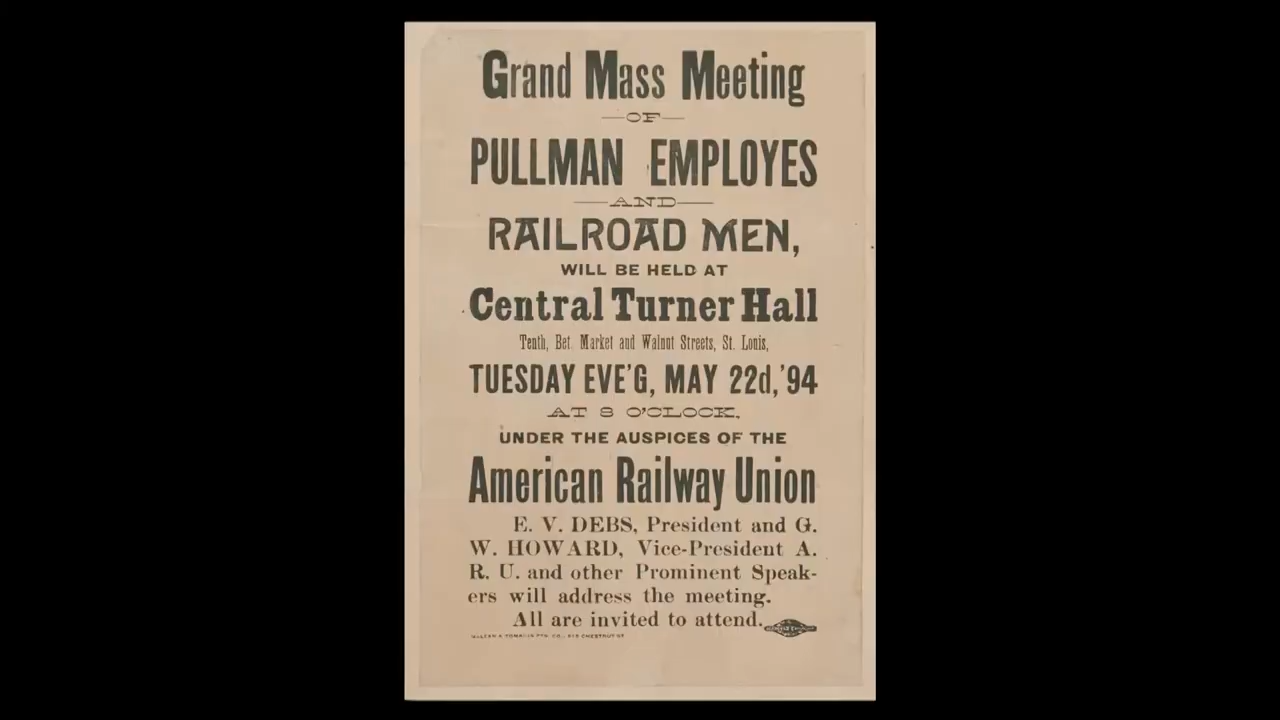 Grand Mass Meeting
OF
PULLMAN EMPLOYES
AND
RAILROAD MEN,
WILL BE HELD AT
Central Turner Hall
Tenth, Bet. Market and Walnut Streets, St. Louis,
TUESDAY EVE'G, MAY 22d, '94
AT 8 O'CLOCK,
UNDER THE AUSPICES OF THE
American Railway Union
E. V. DEBS, President and G.
W. HOWARD, Vice-President A.
R. U. and other Prominent Speak-
ers will address the meeting.
All are invited to attend.
CHESTNUT ST